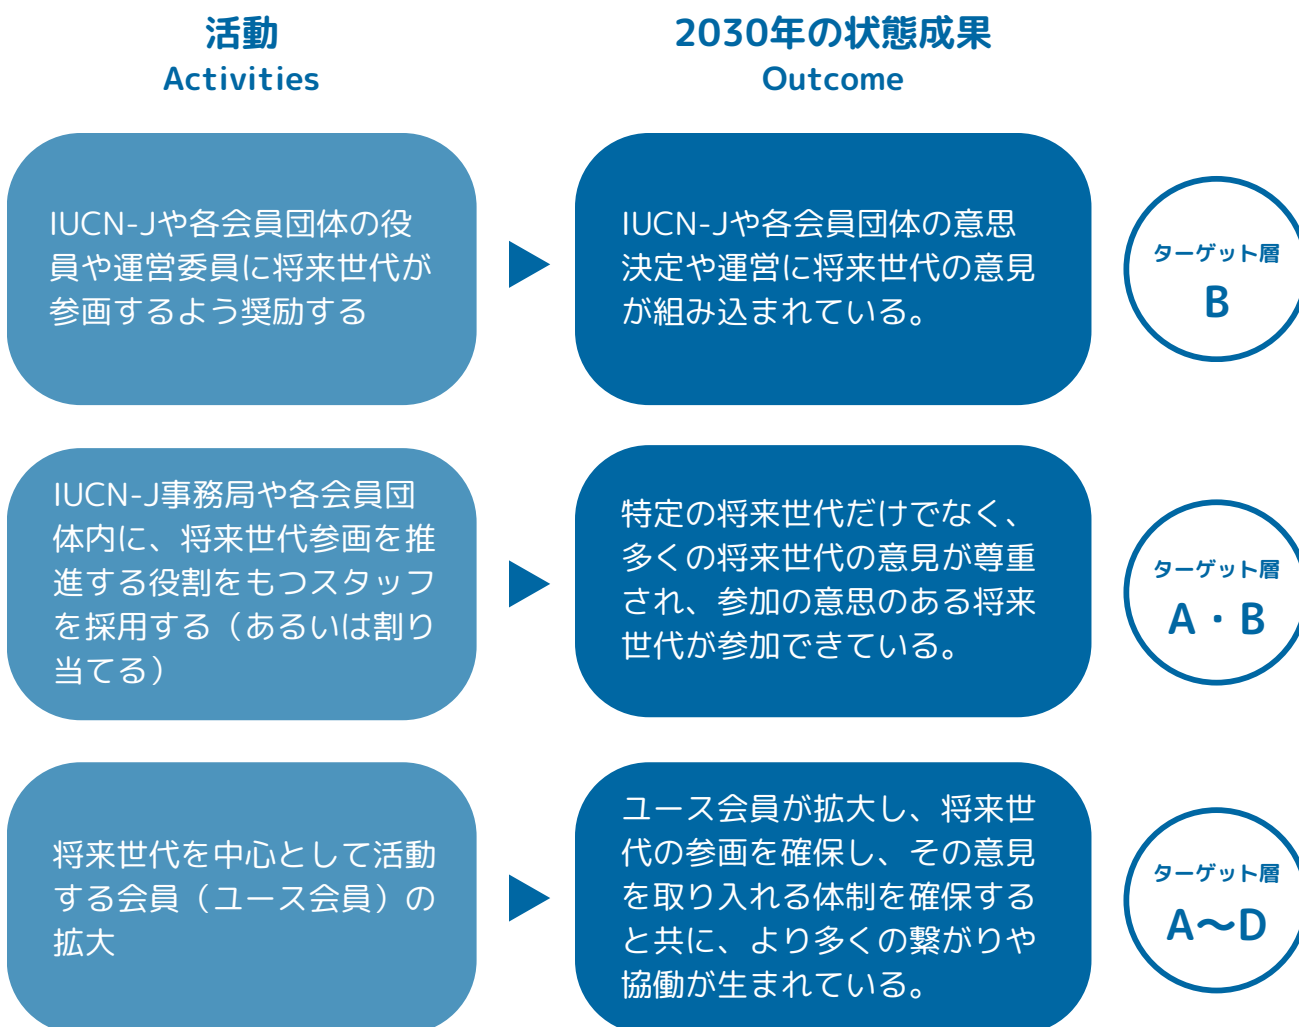 活動
Activities
2030年の状態成果
Outcome
IUCN-Jや各会員団体の役
員や運営委員に将来世代が
参画するよう奨励する
IUCN-Jや各会員団体の意思
決定や運営に将来世代の意見
が組み込まれている。
ターゲット層
B
IUCN-J事務局や各会員団
体内に、将来世代参画を推
進する役割をもつスタッフ
を採用する（あるいは割り
当てる）
特定の将来世代だけでなく、
多くの将来世代の意見が尊重
され、参加の意思のある将来
世代が参加できている。
ターゲット層
A・B
将来世代を中心として活動
する会員（ユース会員）の
拡大
ユース会員が拡大し、将来世
代の参画を確保し、その意見
を取り入れる体制を確保する
と共に、より多くの繋がりや
協働が生まれている。
ターゲット層
A〜D